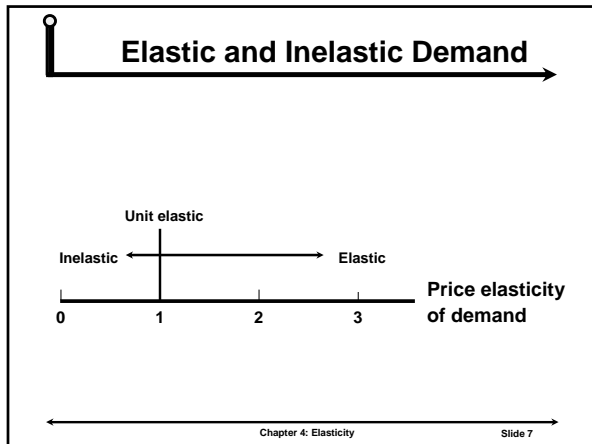 Elastic and Inelastic Demand
Unit elastic
Inelastic
Elastic
Price elasticity
of demand
0 1 2 3
Chapter 4: Elasticity Slide 7